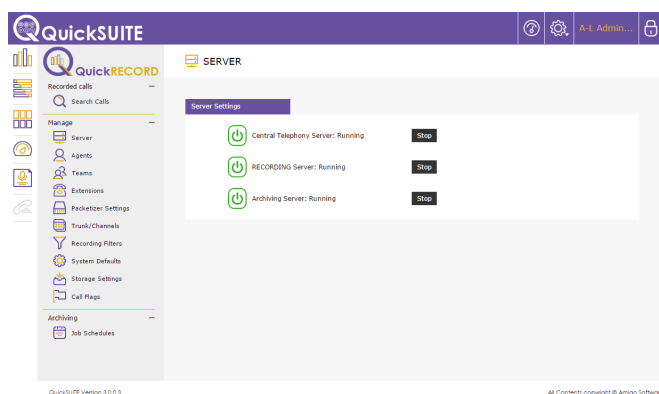 QuickSUITE
A-L Admin...
QuickRECORD
SERVER
Recorded calls
Search Calls
Server Settings
Manage
Server
Central Telephony Server: Running
Stop
Agents
Teams
RECORDING Server: Running
Stop
Extensions
Archiving Server: Running
Stop
Packetizer Settings
Trunk/Channels
Recording Filters
System Defaults
Storage Settings
Call Flags
Archiving
Job Schedules
QuickSUITE Version 3.0.0.3
All Contents copyright © Amigo Software